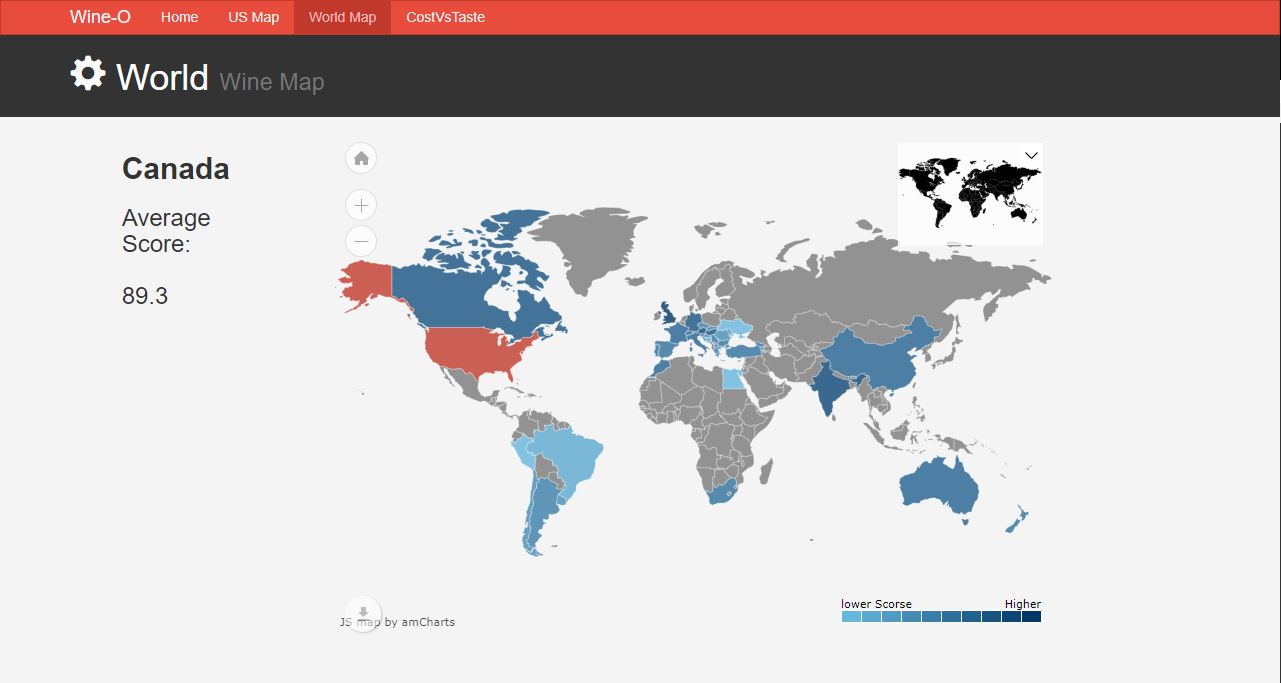 Wine-O Home US Map World Map CostVsTaste
World Wine Map
Canada
Average
Score:
89.3
lower Scorse Higher
JS map by amCharts